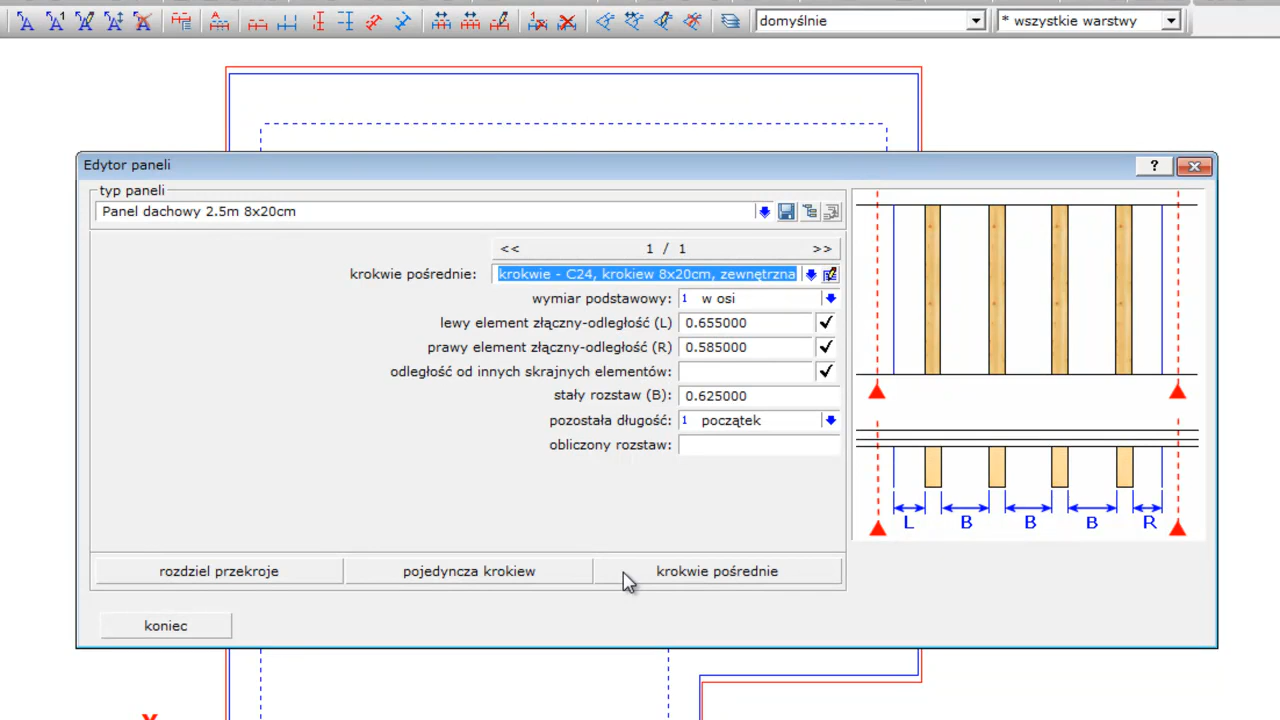 domyślnie
* wszystkie warstwy
Edytor paneli
?
typ paneli
Panel dachowy 2.5m 8x20cm
<< 1 / 1 >>
krokwie pośrednie: krokwie - C24, krokiew 8x20cm, zewnętrzna
wymiar podstawowy: 1 w osi
lewy element złączny-odległość (L) 0.655000
prawy element złączny-odległość (R) 0.585000
odległość od innych skrajnych elementów:
stały rozstaw (B): 0.625000
pozostała długość: 1 początek
obliczony rozstaw:
L B B B R
rozdziel przekroje
pojedyncza krokiew
krokwie pośrednie
koniec
X